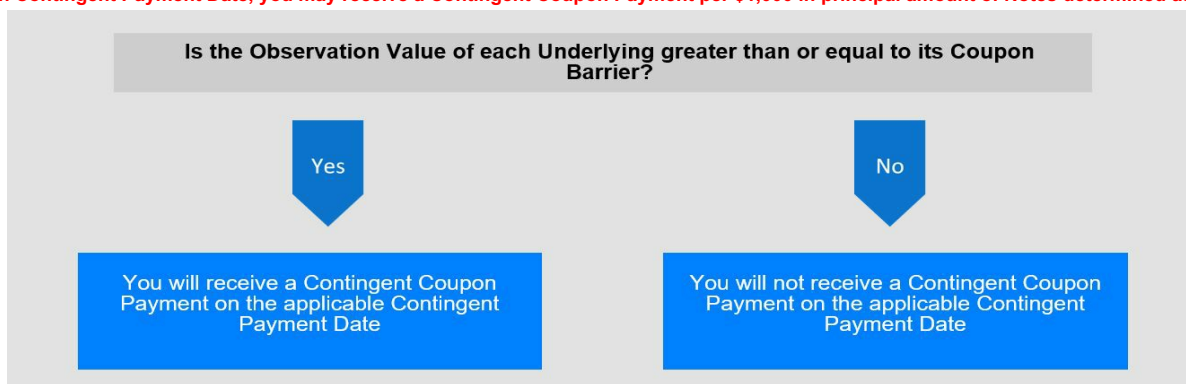 Contingent Payment Date, you may receive a Contingent Coupon Payment per $1,000 in principal amount of Notes determined
Is the Observation Value of each Underlying greater than or equal to its Coupon
Barrier?
Yes
No
You will receive a Contingent Coupon
Payment on the applicable Contingent
Payment Date
You will not receive a Contingent Coupon
Payment on the applicable Contingent
Payment Date